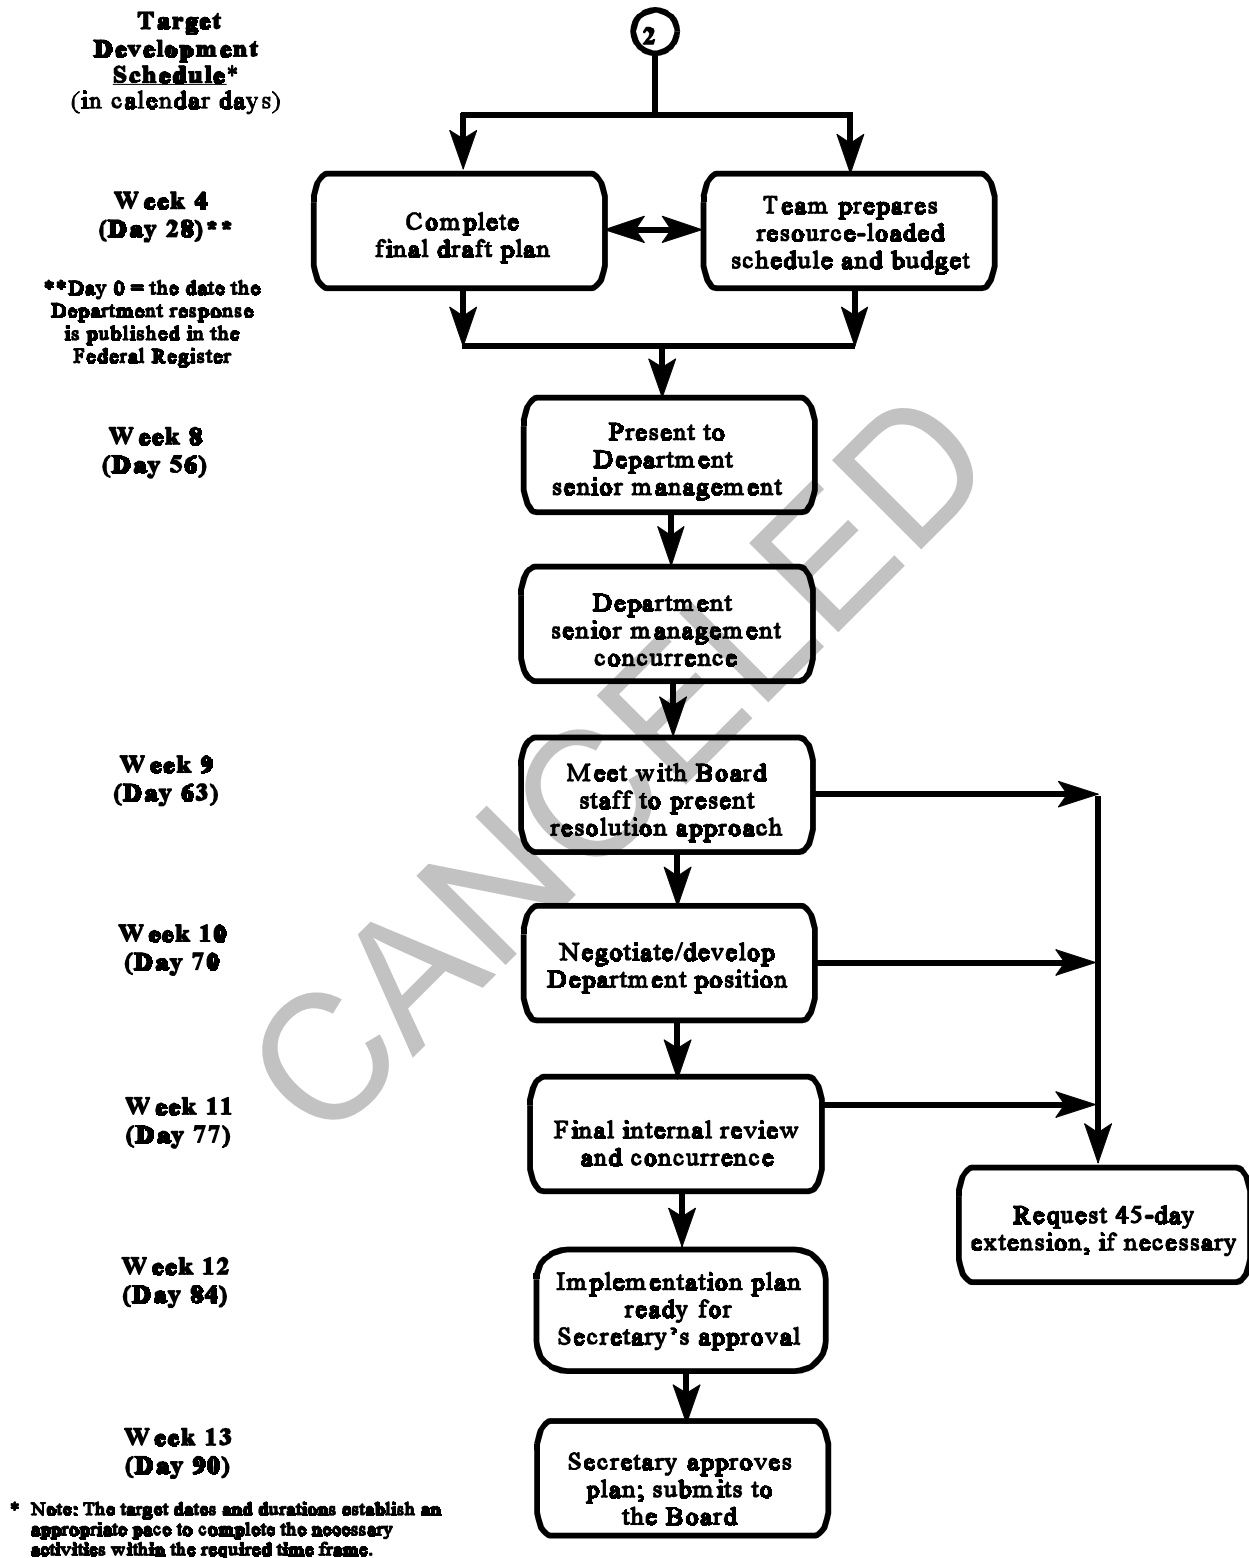 Target
Development
Schedule*
(in calendar days)
2
Week 4
(Day 28)**
Complete
final draft plan
Team prepares
resource-loaded
schedule and budget
**Day 0 = the date the
Department response
is published in the
Federal Register
Week 8
(Day 56)
Present to
Department
senior management
Department
senior management
concurrence
Week 9
(Day 63)
Meet with Board
staff to present
resolution approach
Week 10
(Day 70
Negotiate/develop
Department position
Week 11
(Day 77)
Final internal review
and concurrence
Request 45-day
extension, if necessary
Week 12
(Day 84)
Implementation plan
ready for
Secretary's approval
Week 13
(Day 90)
Secretary approves
plan; submits to
the Board
* Note: The target dates and durations establish an
appropriate pace to complete the necessary
activities within the required time frame.
CANCELED